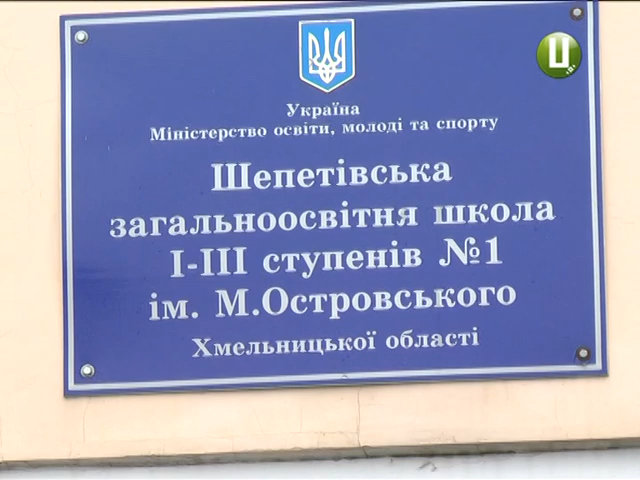 Ц
Україна
Міністерство освіти, молоді та спорту
Шепетівська
загальноосвітня школа
І-ІІІ ступенів №1
ім. М.Островського
Хмельницької області